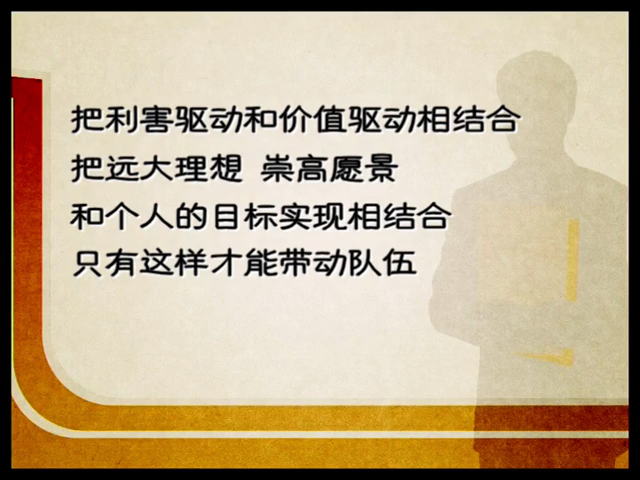 把利害驱动和价值驱动相结合
把远大理想 崇高愿景
和个人的目标实现相结合
只有这样才能带动队伍